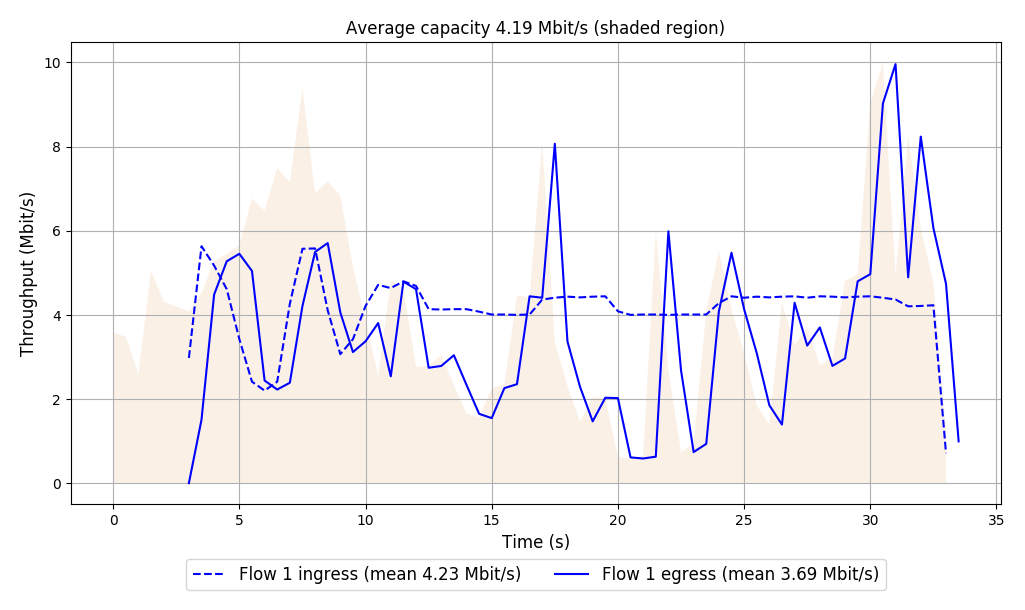 Average capacity 4.19 Mbit/s (shaded region)
10
8
6
4
2
0
Throughput (Mbit/s)
0 5 10 15 20 25 30 35
Time (s)
Flow 1 ingress (mean 4.23 Mbit/s) Flow 1 egress (mean 3.69 Mbit/s)